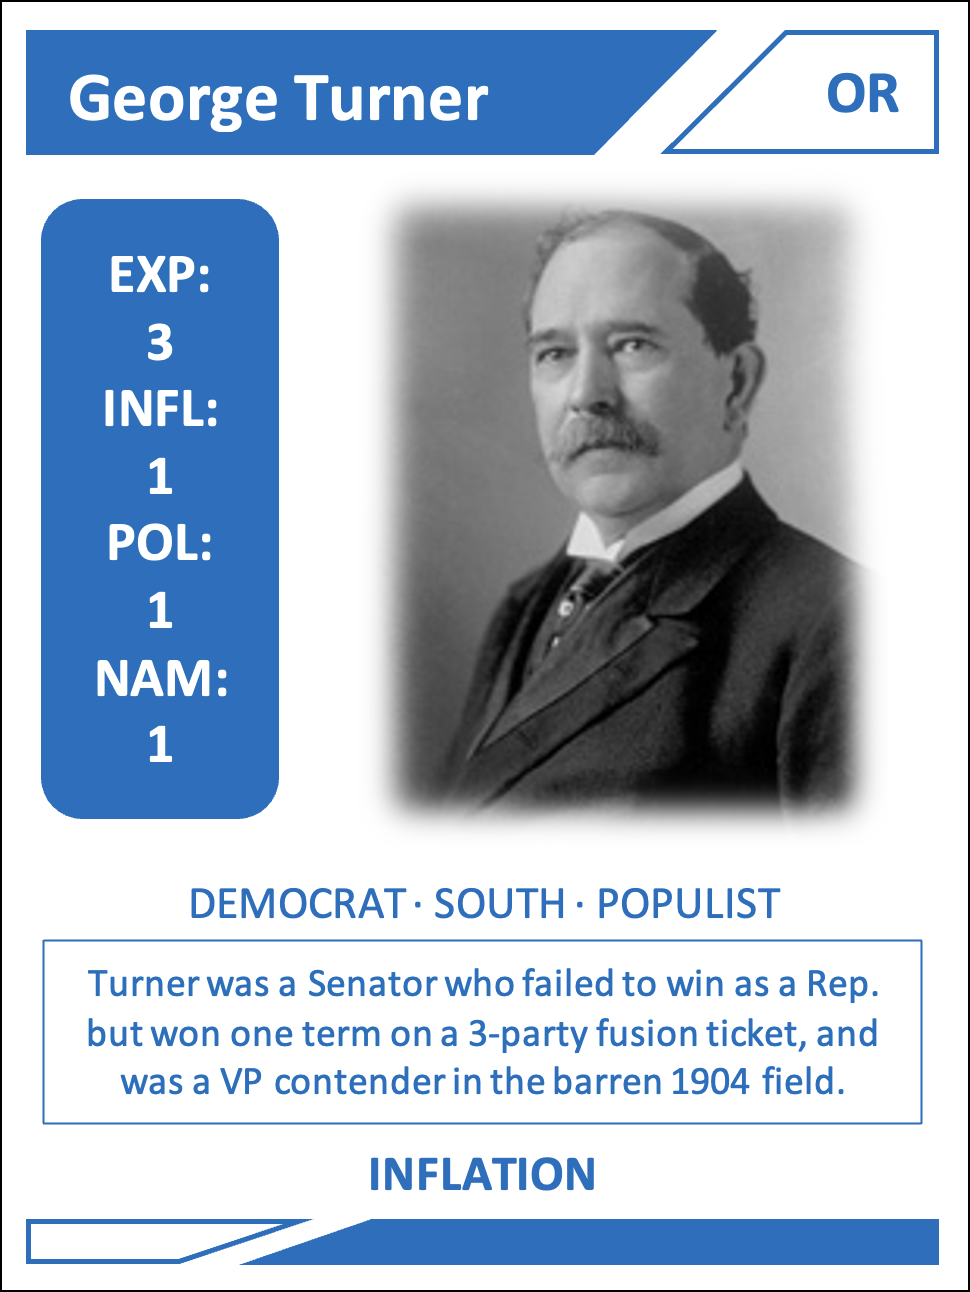 George Turner
OR
EXP:
3
INFL:
1
POL:
1
NAM:
1
DEMOCRAT · SOUTH · POPULIST
Turner was a Senator who failed to win as a Rep.
but won one term on a 3-party fusion ticket, and
was a VP contender in the barren 1904 field.
INFLATION